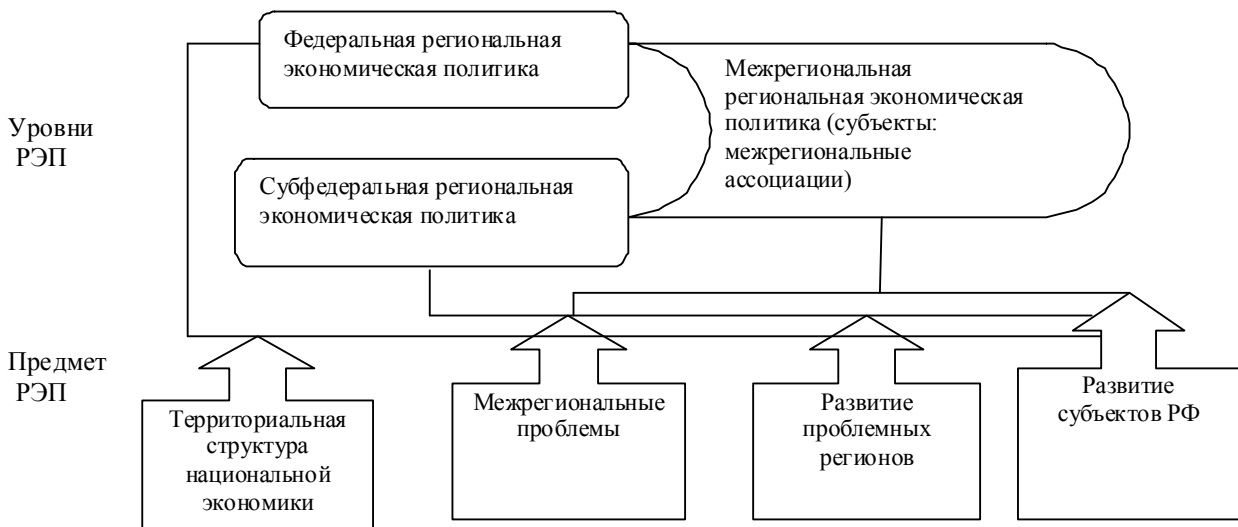 Федеральная региональная
экономическая политика
Межрегиональная
региональная экономическая
политика (субъекты:
межрегиональные
ассоциации)
Уровни
РЭП
Субфедеральная региональная
экономическая политика
Предмет
РЭП
Территориальная
структура
национальной
экономики
Межрегиональные
проблемы
Развитие
проблемных
регионов
Развитие
субъектов РФ